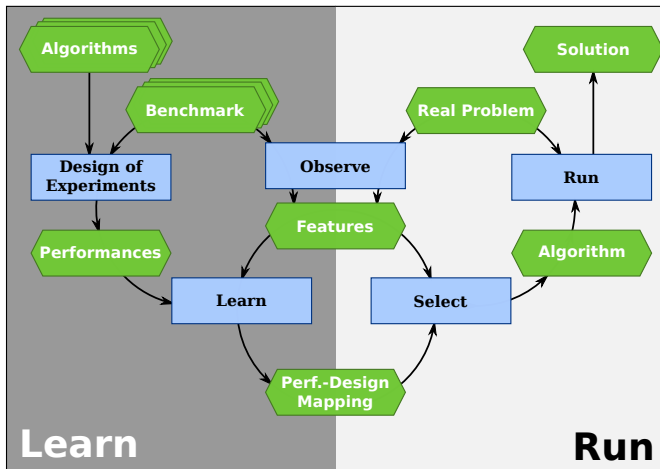 Algorithms
Solution
Benchmark
Real Problem
Design of
Experiments
Observe
Run
Performances
Features
Algorithm
Learn
Select
Perf.-Design
Mapping
Learn
Run